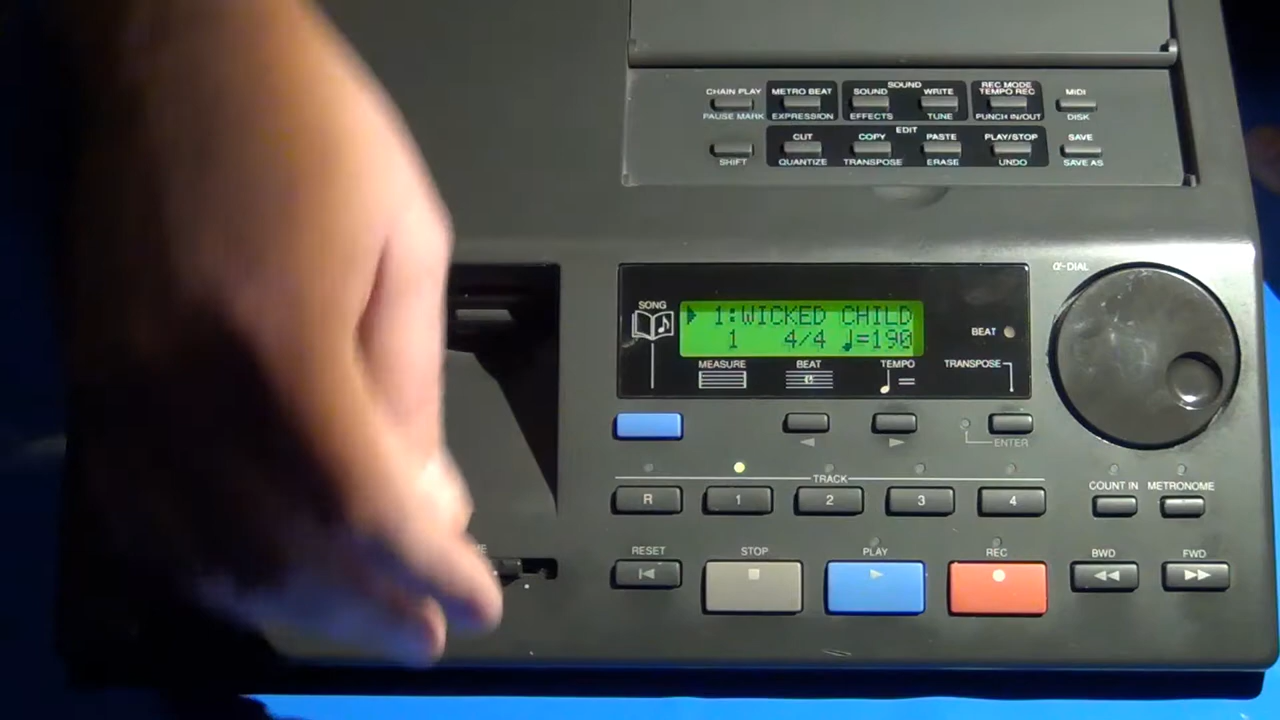 SOUND
REC MODE
CHAIN PLAY METRO BEAT SOUND WRITE TEMPO REC MIDI
PAUSE MARK EXPRESSION EFFECTS TUNE PUNCH IN/OUT DISK
EDIT
CUT COPY PASTE PLAY/STOP SAVE
SHIFT QUANTIZE TRANSPOSE ERASE UNDO SAVE AS
α-DIAL
SONG
1:WICKED CHILD
1 4/4 ♩=190
BEAT
MEASURE BEAT TEMPO TRANSPOSE
ENTER
TRACK
COUNT IN METRONOME
R 1 2 3 4
RESET STOP PLAY REC BWD FWD